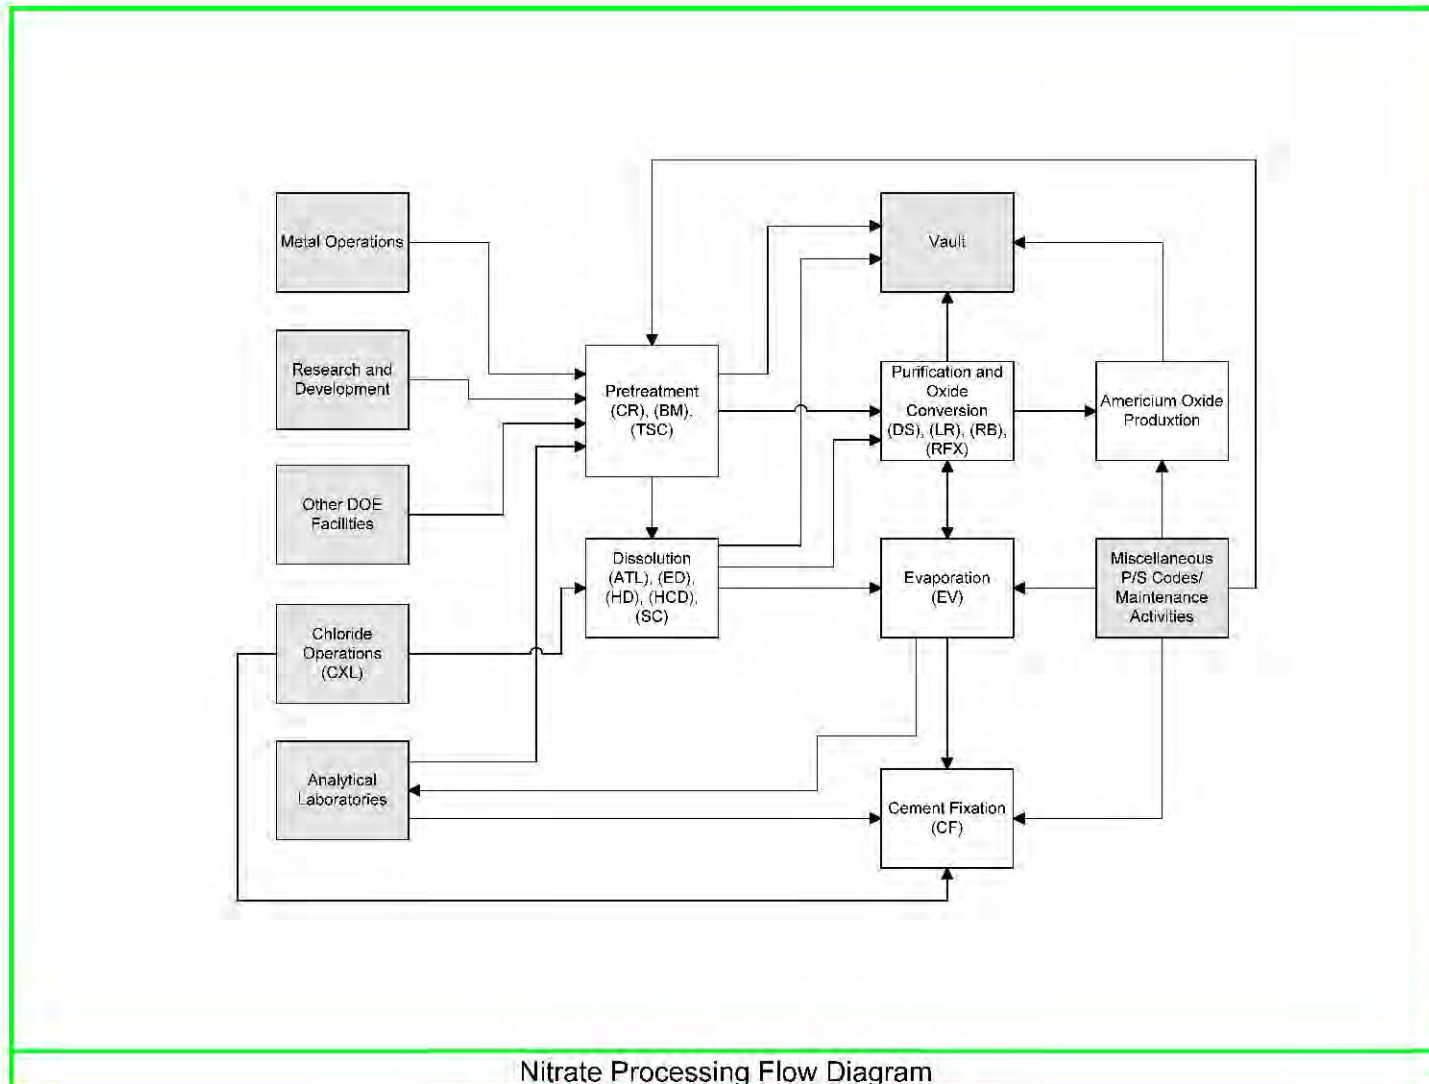 Metal Operations
Vault
Research and
Development
Pretreatment
(CR), (BM),
(TSC)
Purification and
Oxide
Conversion
(DS), (LR), (RB),
(RFX)
Americium Oxide
Produxtion
Other DOE
Facilities
Dissolution
(ATL), (ED),
(HD), (HCD),
(SC)
Evaporation
(EV)
Miscellaneous
P/S Codes/
Maintenance
Activities
Chloride
Operations
(CXL)
Analytical
Laboratories
Cement Fixation
(CF)
Nitrate Processing Flow Diagram